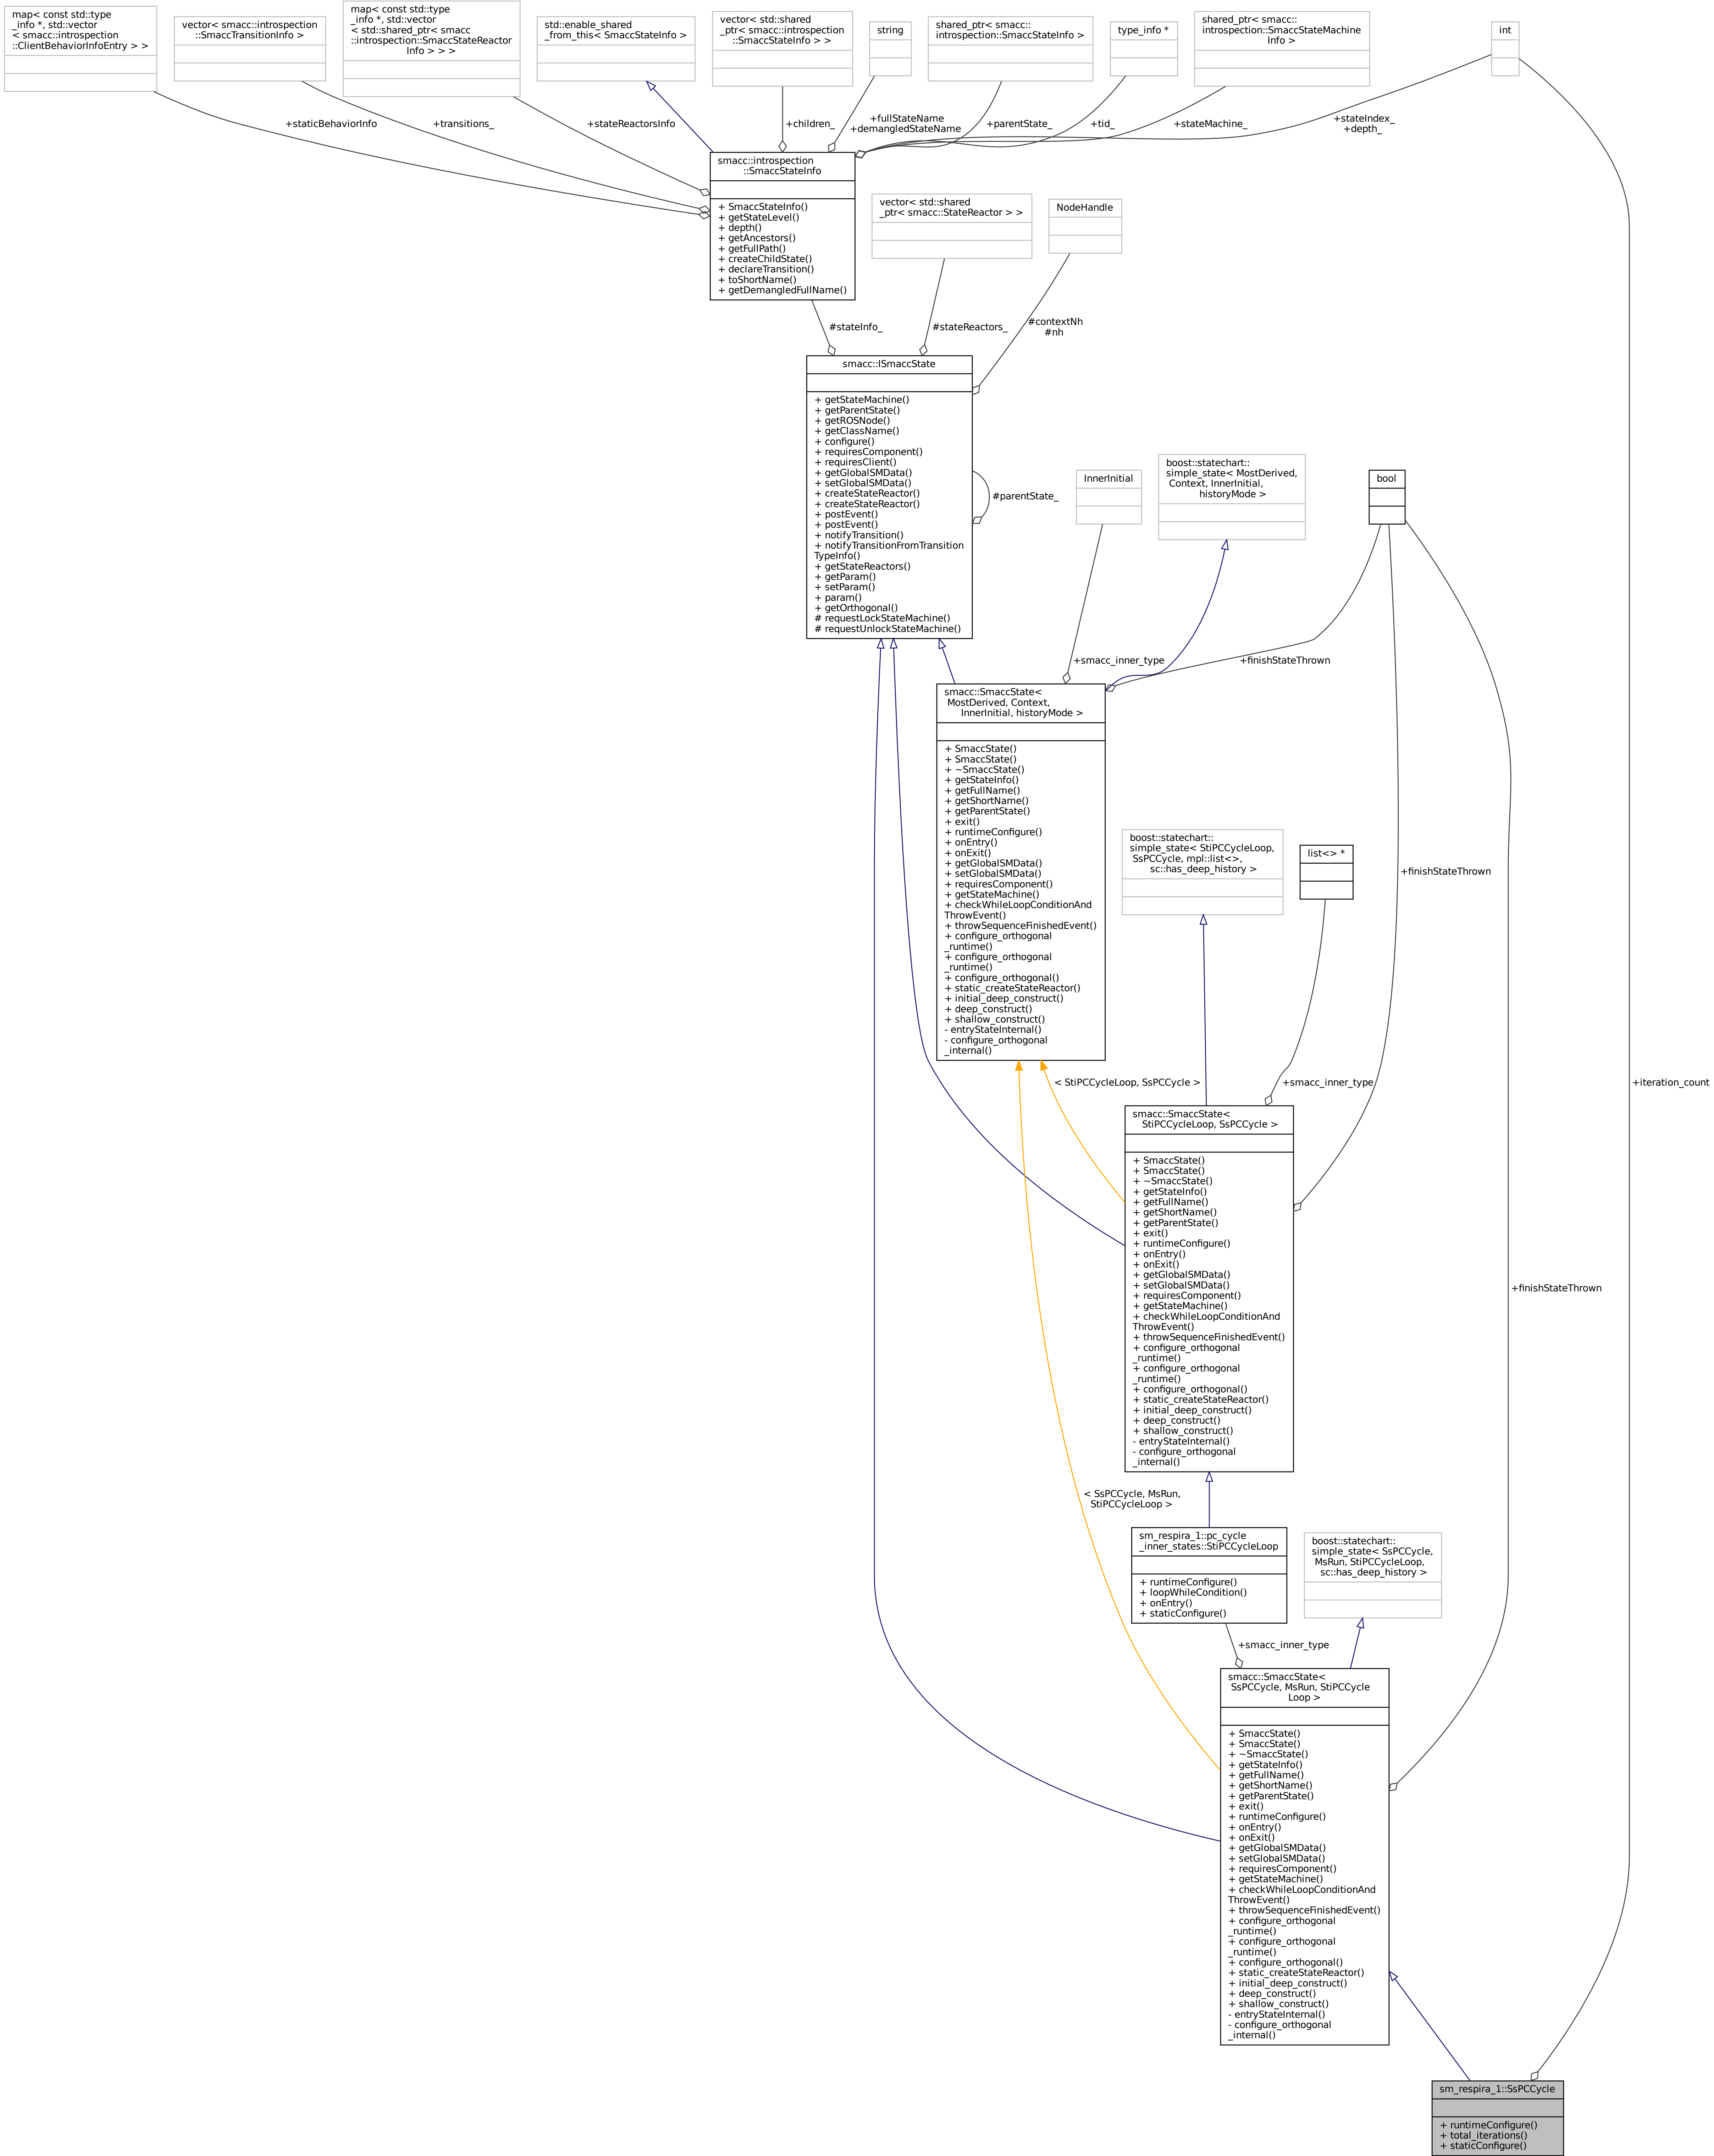 map< const std::type
_info *, std::vector
< smacc::introspection
::ClientBehaviorInfoEntry > >
vector< smacc::introspection
::SmaccTransitionInfo >
map< const std::type
_info *, std::vector
< std::shared_ptr< smacc
::introspection::SmaccStateReactor
Info > > >
std::enable_shared
_from_this< SmaccStateInfo >
vector< std::shared
_ptr< smacc::introspection
::SmaccStateInfo > >
string
shared_ptr< smacc::
introspection::SmaccStateInfo >
type_info *
shared_ptr< smacc::
introspection::SmaccStateMachine
Info >
int
+staticBehaviorInfo
+transitions_
+stateReactorsInfo
+children_
+fullStateName
+demangledStateName
+parentState_
+tid_
+stateMachine_
+stateIndex_
+depth_
smacc::introspection
::SmaccStateInfo
+ SmaccStateInfo()
+ getStateLevel()
+ depth()
+ getAncestors()
+ getFullPath()
+ createChildState()
+ declareTransition()
+ toShortName()
+ getDemangledFullName()
vector< std::shared
_ptr< smacc::StateReactor > >
NodeHandle
#stateInfo_
#stateReactors_
#contextNh
#nh
smacc::ISmaccState
+ getStateMachine()
+ getParentState()
+ getROSNode()
+ getClassName()
+ configure()
+ requiresComponent()
+ requiresClient()
+ getGlobalSMData()
+ setGlobalSMData()
+ createStateReactor()
+ createStateReactor()
+ postEvent()
+ postEvent()
+ notifyTransition()
+ notifyTransitionFromTransition
TypeInfo()
+ getStateReactors()
+ getParam()
+ setParam()
+ param()
+ getOrthogonal()
# requestLockStateMachine()
# requestUnlockStateMachine()
#parentState_
InnerInitial
boost::statechart::
simple_state< MostDerived,
Context, InnerInitial,
historyMode >
bool
+smacc_inner_type
+finishStateThrown
smacc::SmaccState<
MostDerived, Context,
InnerInitial, historyMode >
+ SmaccState()
+ SmaccState()
+ ~SmaccState()
+ getStateInfo()
+ getFullName()
+ getShortName()
+ getParentState()
+ exit()
+ runtimeConfigure()
+ onEntry()
+ onExit()
+ getGlobalSMData()
+ setGlobalSMData()
+ requiresComponent()
+ getStateMachine()
+ checkWhileLoopConditionAnd
ThrowEvent()
+ throwSequenceFinishedEvent()
+ configure_orthogonal
_runtime()
+ configure_orthogonal
_runtime()
+ configure_orthogonal()
+ static_createStateReactor()
+ initial_deep_construct()
+ deep_construct()
+ shallow_construct()
- entryStateInternal()
- configure_orthogonal
_internal()
boost::statechart::
simple_state< StiPCCycleLoop,
SsPCCycle, mpl::list<>,
sc::has_deep_history >
list<> *
+finishStateThrown
< StiPCCycleLoop, SsPCCycle >
+smacc_inner_type
+iteration_count
smacc::SmaccState<
StiPCCycleLoop, SsPCCycle >
+ SmaccState()
+ SmaccState()
+ ~SmaccState()
+ getStateInfo()
+ getFullName()
+ getShortName()
+ getParentState()
+ exit()
+ runtimeConfigure()
+ onEntry()
+ onExit()
+ getGlobalSMData()
+ setGlobalSMData()
+ requiresComponent()
+ getStateMachine()
+ checkWhileLoopConditionAnd
ThrowEvent()
+ throwSequenceFinishedEvent()
+ configure_orthogonal
_runtime()
+ configure_orthogonal
_runtime()
+ configure_orthogonal()
+ static_createStateReactor()
+ initial_deep_construct()
+ deep_construct()
+ shallow_construct()
- entryStateInternal()
- configure_orthogonal
_internal()
+finishStateThrown
< SsPCCycle, MsRun,
StiPCCycleLoop >
sm_respira_1::pc_cycle
_inner_states::StiPCCycleLoop
+ runtimeConfigure()
+ loopWhileCondition()
+ onEntry()
+ staticConfigure()
boost::statechart::
simple_state< SsPCCycle,
MsRun, StiPCCycleLoop,
sc::has_deep_history >
+smacc_inner_type
smacc::SmaccState<
SsPCCycle, MsRun, StiPCCycle
Loop >
+ SmaccState()
+ SmaccState()
+ ~SmaccState()
+ getStateInfo()
+ getFullName()
+ getShortName()
+ getParentState()
+ exit()
+ runtimeConfigure()
+ onEntry()
+ onExit()
+ getGlobalSMData()
+ setGlobalSMData()
+ requiresComponent()
+ getStateMachine()
+ checkWhileLoopConditionAnd
ThrowEvent()
+ throwSequenceFinishedEvent()
+ configure_orthogonal
_runtime()
+ configure_orthogonal
_runtime()
+ configure_orthogonal()
+ static_createStateReactor()
+ initial_deep_construct()
+ deep_construct()
+ shallow_construct()
- entryStateInternal()
- configure_orthogonal
_internal()
sm_respira_1::SsPCCycle
+ runtimeConfigure()
+ total_iterations()
+ staticConfigure()